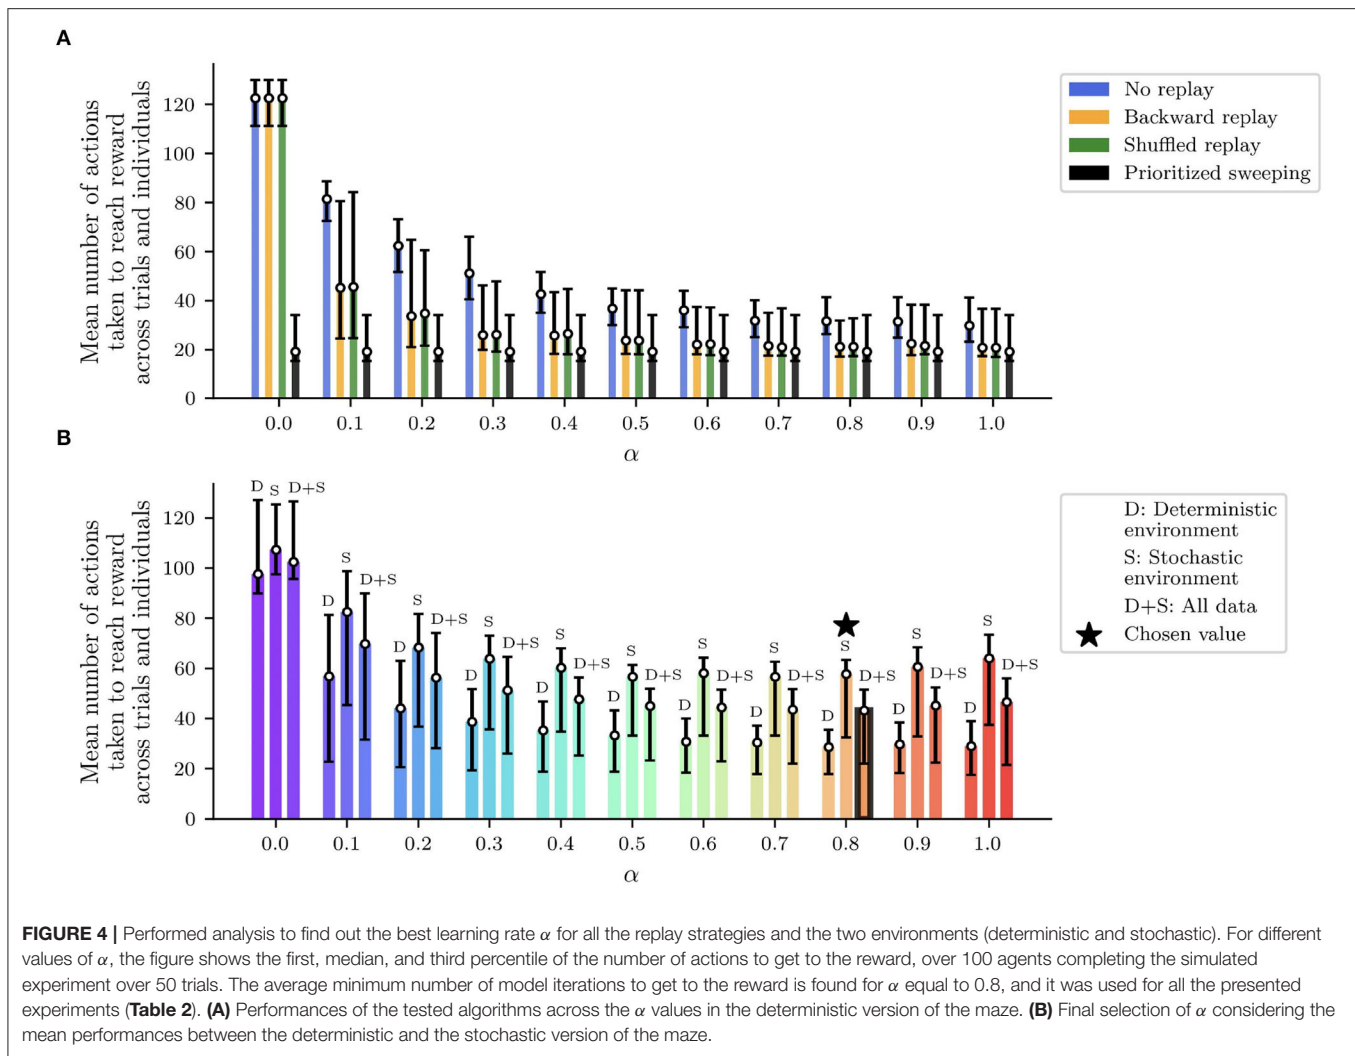 A
Mean number of actions
taken to reach reward
across trials and individuals
120
100
80
60
40
20
0
0.0 0.1 0.2 0.3 0.4 0.5 0.6 0.7 0.8 0.9 1.0
α
No replay
Backward replay
Shuffled replay
Prioritized sweeping
B
Mean number of actions
taken to reach reward
across trials and individuals
120
100
80
60
40
20
0
D S D+S
D S D+S
D S D+S
D S D+S
D S D+S
D S D+S
D S D+S
D S D+S
D S D+S
D S D+S
D S D+S
0.0 0.1 0.2 0.3 0.4 0.5 0.6 0.7 0.8 0.9 1.0
α
D: Deterministic
environment
S: Stochastic
environment
D+S: All data
Chosen value
FIGURE 4 | Performed analysis to find out the best learning rate α for all the replay strategies and the two environments (deterministic and stochastic). For different
values of α, the figure shows the first, median, and third percentile of the number of actions to get to the reward, over 100 agents completing the simulated
experiment over 50 trials. The average minimum number of model iterations to get to the reward is found for α equal to 0.8, and it was used for all the presented
experiments (Table 2). (A) Performances of the tested algorithms across the α values in the deterministic version of the maze. (B) Final selection of α considering the
mean performances between the deterministic and the stochastic version of the maze.